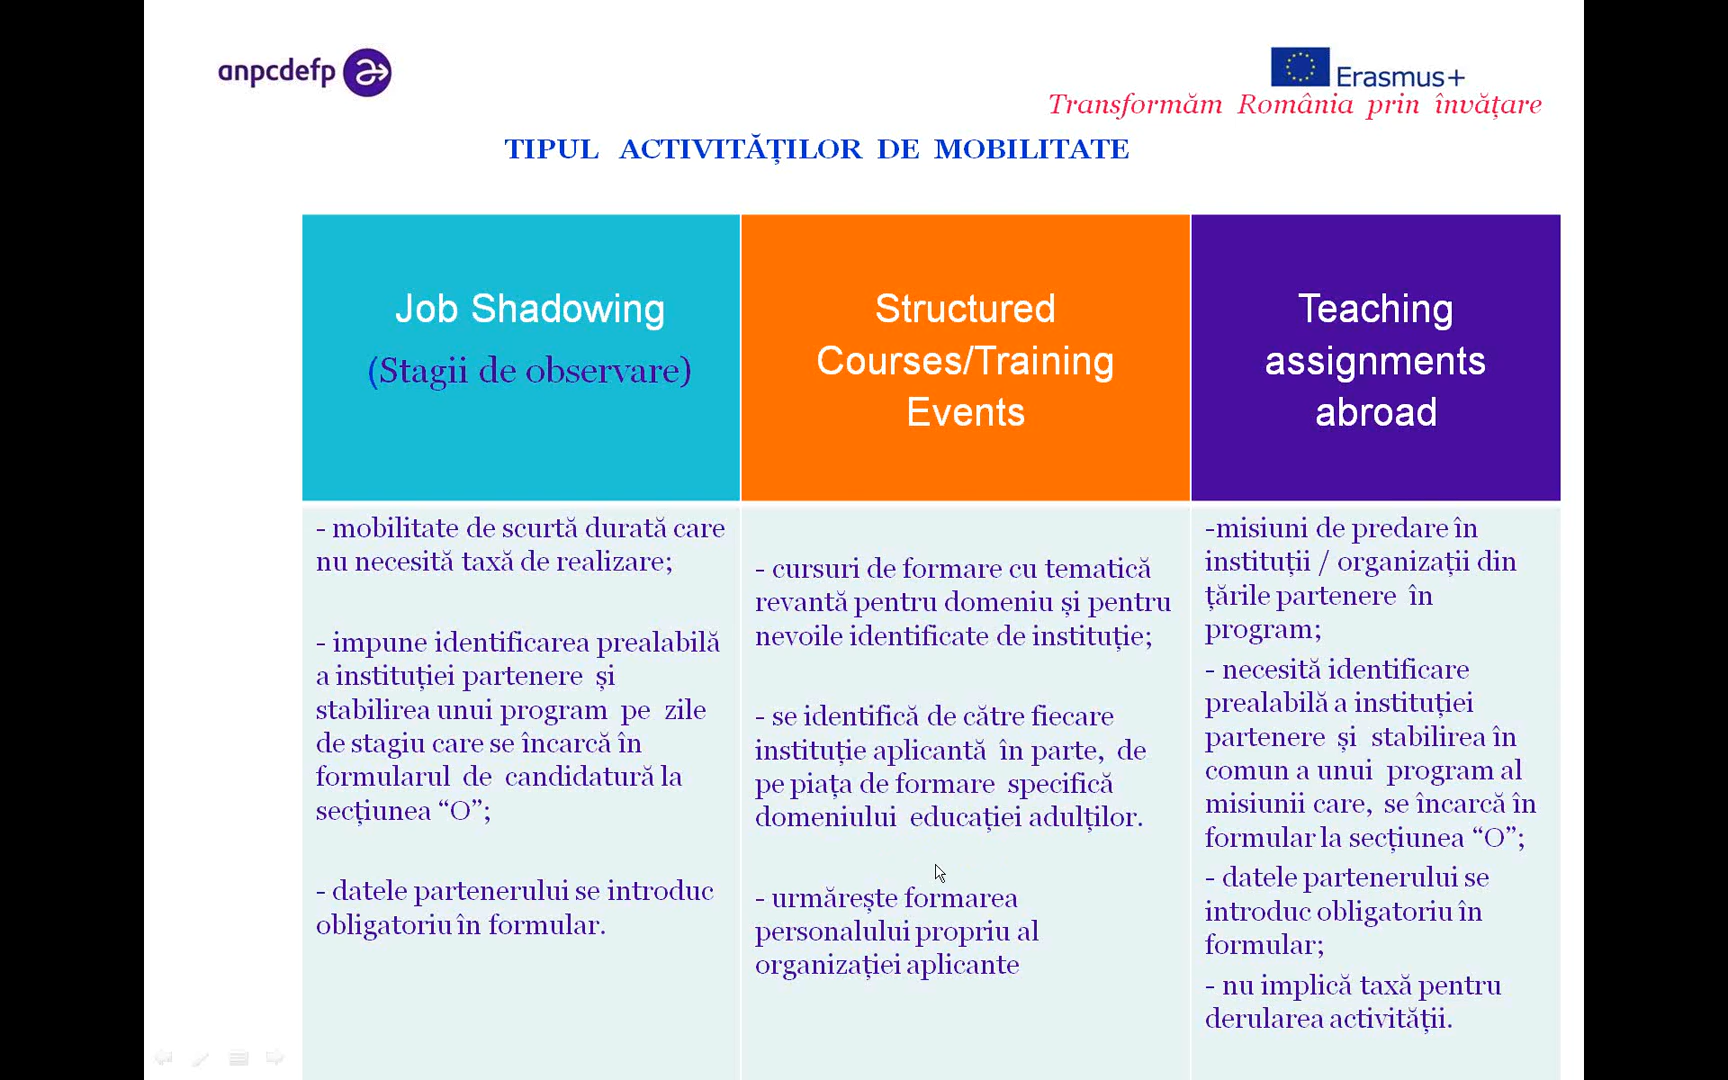 anpcdefp
Erasmus+
Transformăm România prin învățare
TIPUL ACTIVITĂȚILOR DE MOBILITATE
Job Shadowing
(Stagii de observare)
- mobilitate de scurtă durată care
nu necesită taxă de realizare;
- impune identificarea prealabilă
a instituției partenere și
stabilirea unui program pe zile
de stagiu care se încarcă în
formularul de candidatură la
secțiunea “O”;
- datele partenerului se introduc
obligatoriu în formular.
Structured
Courses/Training
Events
- cursuri de formare cu tematică
revantă pentru domeniu și pentru
nevoile identificate de instituție;
- se identifică de către fiecare
instituție aplicantă în parte, de
pe piața de formare specifică
domeniului educației adulților.
- urmărește formarea
personalului propriu al
organizației aplicante
Teaching
assignments
abroad
-misiuni de predare în
instituții / organizații din
țările partenere în
program;
- necesită identificare
prealabilă a instituției
partenere și stabilirea în
comun a unui program al
misiunii care, se încarcă în
formular la secțiunea “O”;
- datele partenerului se
introduc obligatoriu în
formular;
- nu implică taxă pentru
derularea activității.